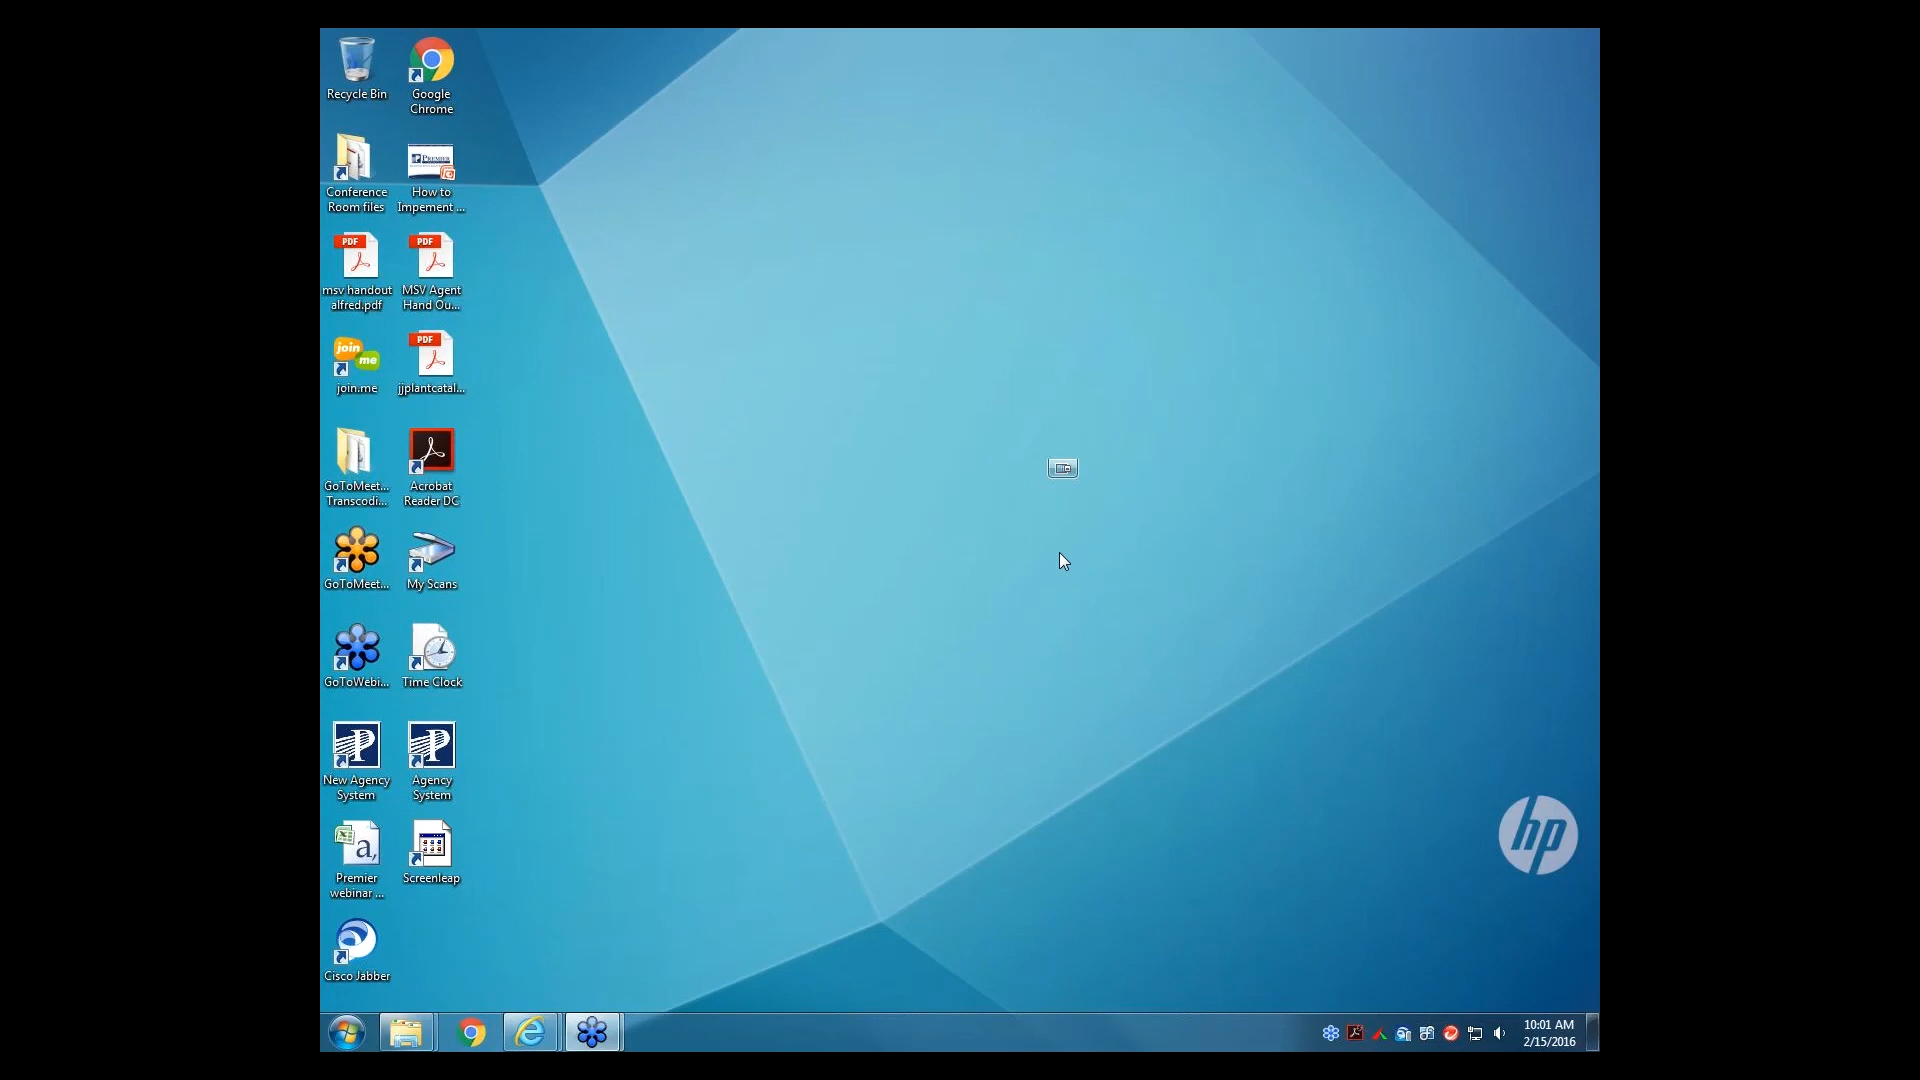 Recycle Bin
Google
Chrome
Conference
Room files
PREMIER
How to
Impement ...
PDF
msv handout
alfred.pdf
PDF
MSV Agent
Hand Ou...
join
me
join.me
PDF
jjplantcatal...
GoToMeet...
Transcodi...
Acrobat
Reader DC
GoToMeet...
My Scans
GoToWebi...
Time Clock
P
New Agency
System
P
Agency
System
a,
Premier
webinar ...
Screenleap
Cisco Jabber
hp
10:01 AM
2/15/2016